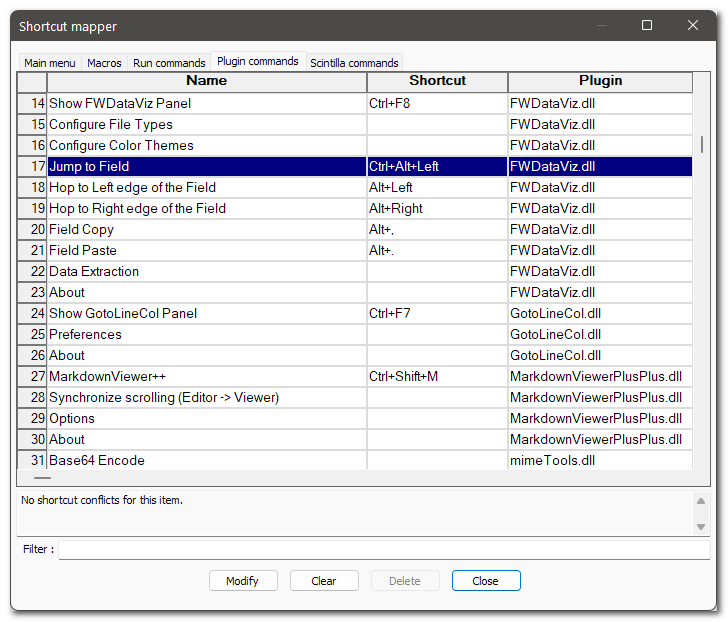 Shortcut mapper
Main menu Macros Run commands Plugin commands Scintilla commands
Name Shortcut Plugin
14 Show FWDataViz Panel Ctrl+F8 FWDataViz.dll
15 Configure File Types FWDataViz.dll
16 Configure Color Themes FWDataViz.dll
17 Jump to Field Ctrl+Alt+Left FWDataViz.dll
18 Hop to Left edge of the Field Alt+Left FWDataViz.dll
19 Hop to Right edge of the Field Alt+Right FWDataViz.dll
20 Field Copy Alt+, FWDataViz.dll
21 Field Paste Alt+. FWDataViz.dll
22 Data Extraction FWDataViz.dll
23 About FWDataViz.dll
24 Show GotoLineCol Panel Ctrl+F7 GotoLineCol.dll
25 Preferences GotoLineCol.dll
26 About GotoLineCol.dll
27 MarkdownViewer++ Ctrl+Shift+M MarkdownViewerPlusPlus.dll
28 Synchronize scrolling (Editor -> Viewer) MarkdownViewerPlusPlus.dll
29 Options MarkdownViewerPlusPlus.dll
30 About MarkdownViewerPlusPlus.dll
31 Base64 Encode mimeTools.dll
No shortcut conflicts for this item.
Filter :
Modify Clear Delete Close